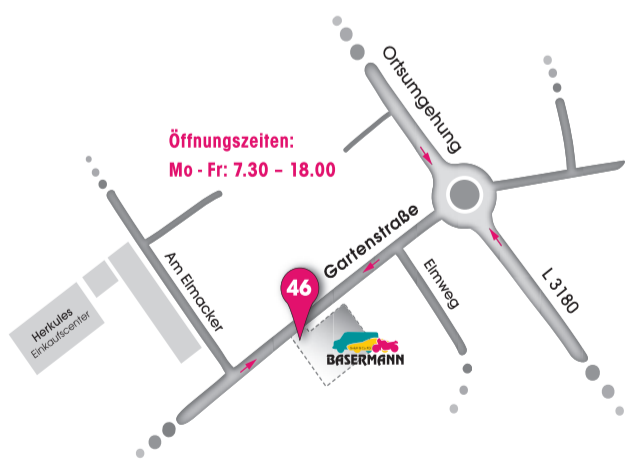 Ortsumgehung
Öffnungszeiten:
Mo - Fr: 7.30 – 18.00
Gartenstraße
Am Elmacker
Elmweg
L 3180
46
Herkules
Einkaufscenter
BASERMANN